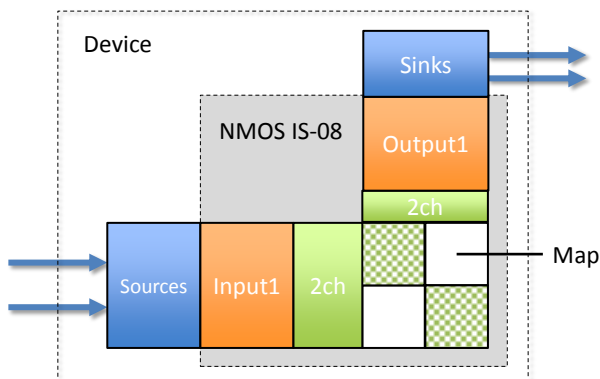 Device
Sinks
NMOS IS-08
Output1
2ch
Sources
Input1
2ch
Map